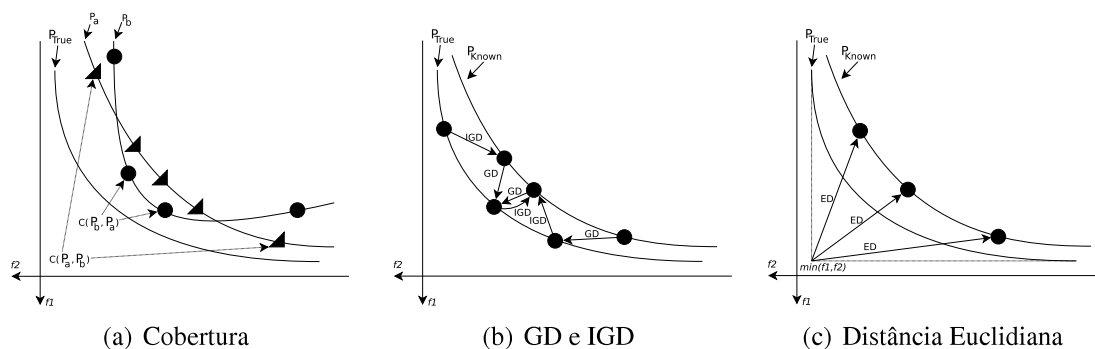 P_True
P_a
P_b
C(P_b, P_a)
C(P_a, P_b)
f2
f1
(a) Cobertura
P_True
P_Known
IGD
GD
GD
IGD
IGD
GD
f2
f1
(b) GD e IGD
P_True
P_Known
ED
ED
ED
min(f1,f2)
f2
f1
(c) Distância Euclidiana